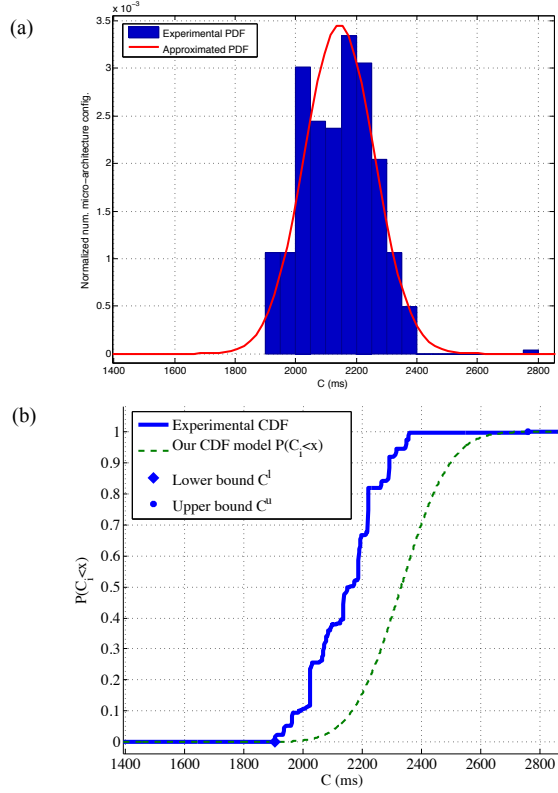 (a)
x 10⁻³
Experimental PDF
Approximated PDF
Normalized num. micro−architecture config.
3.5
3
2.5
2
1.5
1
0.5
0
1400 1600 1800 2000 2200 2400 2600 2800
C (ms)
(b)
Experimental CDF
Our CDF model P(C_i<x)
Lower bound C^l
Upper bound C^u
P(C_i<x)
1
0.9
0.8
0.7
0.6
0.5
0.4
0.3
0.2
0.1
0
1400 1600 1800 2000 2200 2400 2600 2800
C (ms)